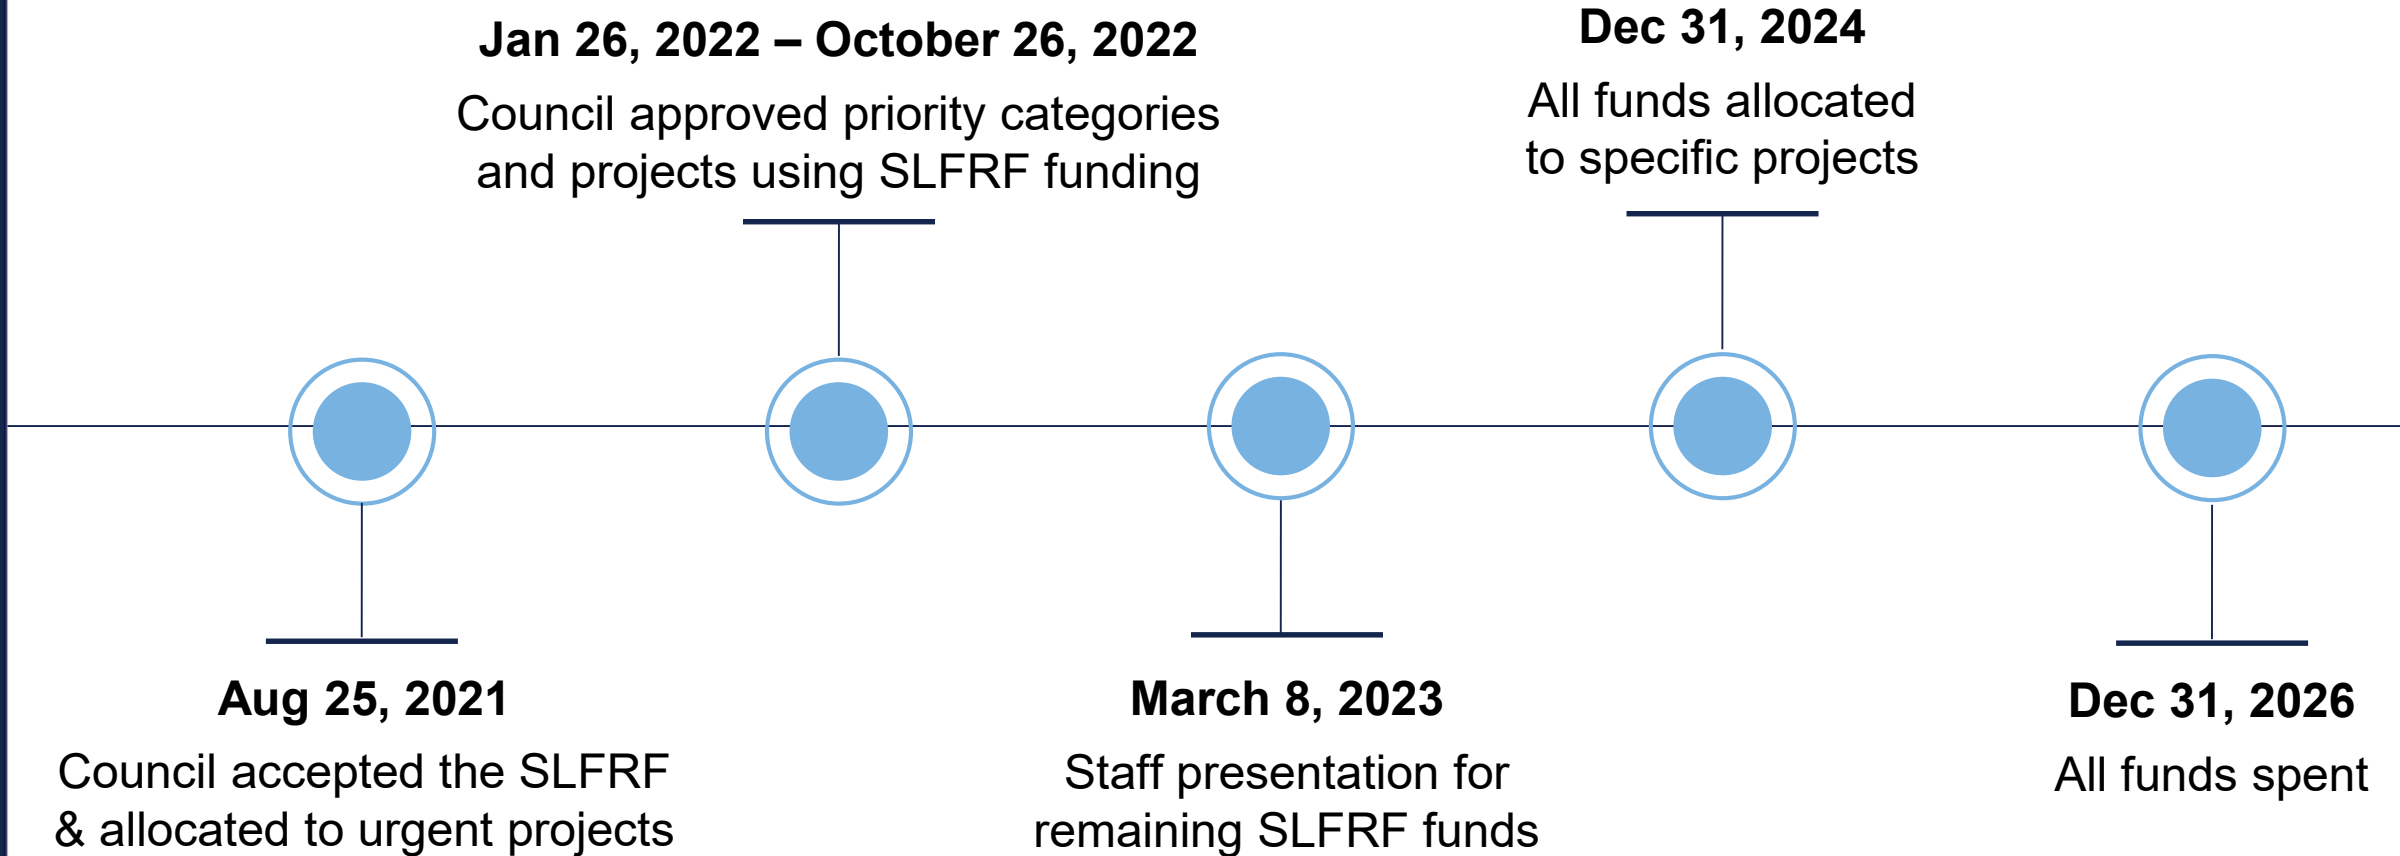 Jan 26, 2022 – October 26, 2022
Council approved priority categories
and projects using SLFRF funding
Dec 31, 2024
All funds allocated
to specific projects
Aug 25, 2021
Council accepted the SLFRF
& allocated to urgent projects
March 8, 2023
Staff presentation for
remaining SLFRF funds
Dec 31, 2026
All funds spent